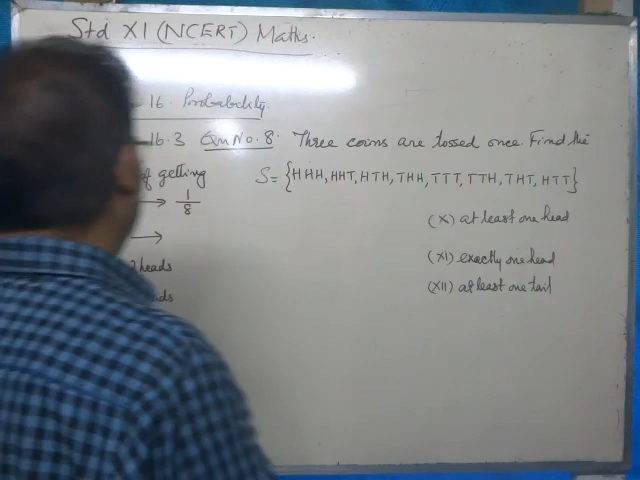 Std XI (NCERT) Maths.
16. Probability.
16.3 Qn No. 8: Three coins are tossed once. Find the
of getting S = {HHH, HHT, HTH, THH, TTT, TTH, THT, HTT}
→ 1/8
(X) at least one head
→
(XI) exactly one head
heads
(XII) at least one tail